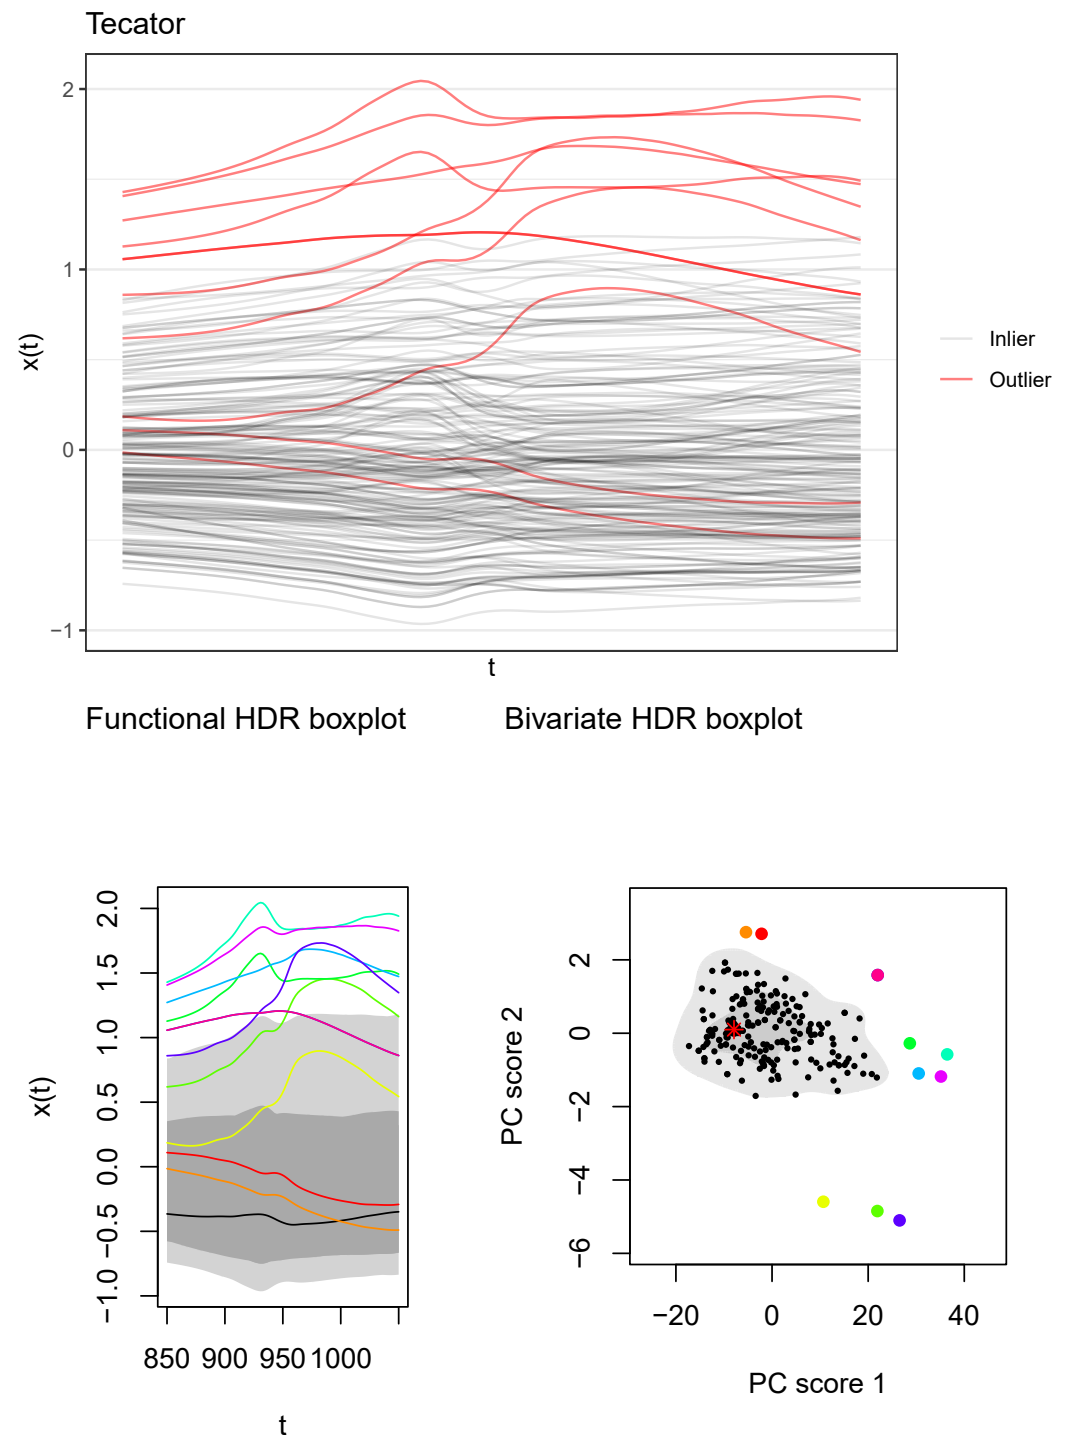 Tecator
2
1
0
−1
x(t)
t
Inlier
Outlier
Functional HDR boxplot
Bivariate HDR boxplot
2.0
1.5
1.0
0.5
0.0
−0.5
−1.0
x(t)
850 900 950 1000
t
2
0
−2
−4
−6
PC score 2
−20 0 20 40
PC score 1